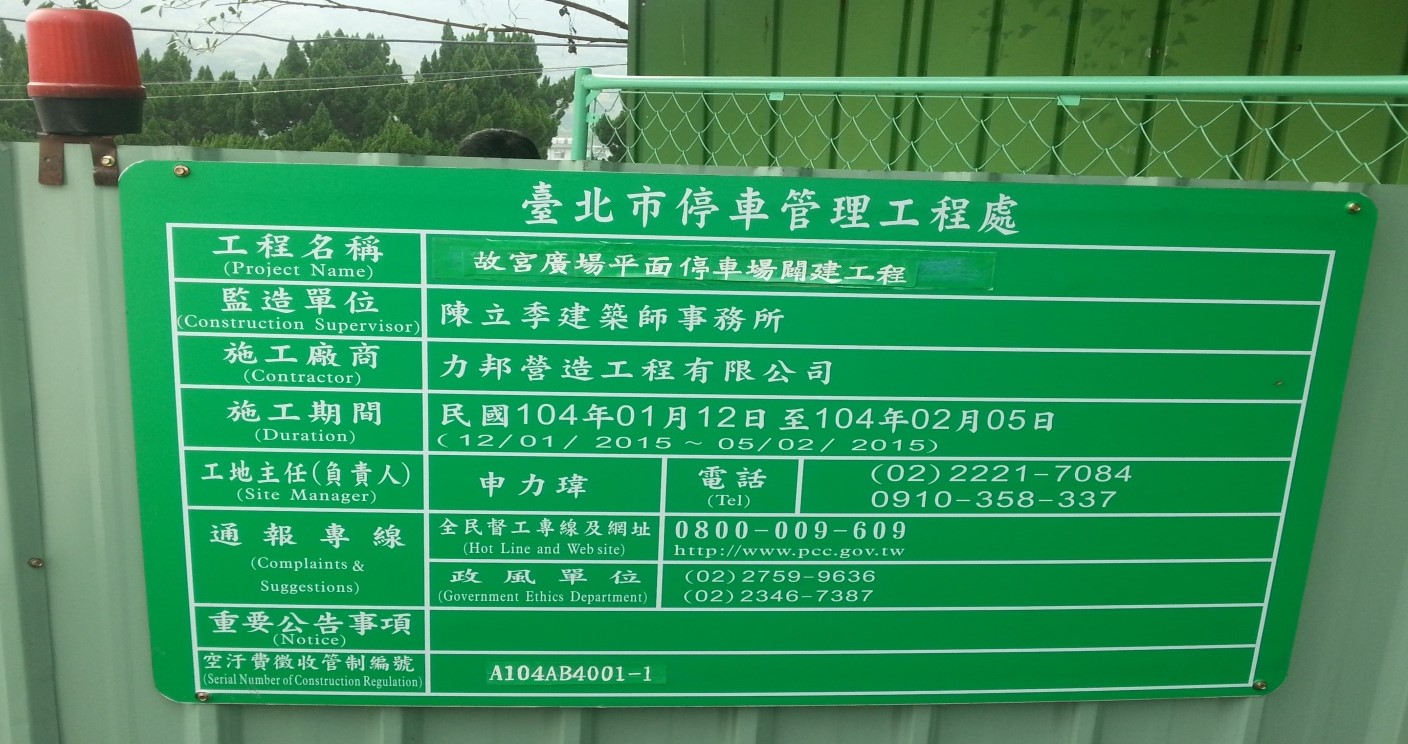 臺北市停車管理工程處
工程名稱
(Project Name)
故宮廣場平面停車場闢建工程
監造單位
(Construction Supervisor)
陳立季建築師事務所
施工廠商
(Contractor)
力邦營造工程有限公司
施工期間
(Duration)
民國104年01月12日至104年02月05日
(12/01/ 2015 ~ 05/02/ 2015)
工地主任(負責人)
(Site Manager)
申力瑋
電話
(Tel)
(02)2221-7084
0910-358-337
通報專線
(Complaints &
Suggestions)
全民督工專線及網址
(Hot Line and Web site)
0800-009-609
http://www.pcc.gov.tw
政風單位
(Government Ethics Department)
(02)2759-9636
(02)2346-7387
重要公告事項
(Notice)
空汙費徵收管制編號
(Serial Number of Construction Regulation)
A104AB4001-1